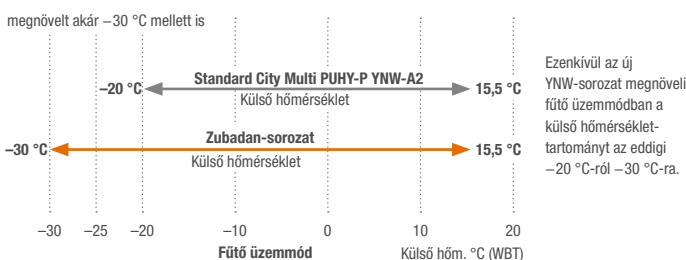 megnövelt akár –30 °C mellett is
Standard City Multi PUHY-P YNW-A2
–20 °C
15,5 °C
Külső hőmérséklet
Zubadan-sorozat
–30 °C
15,5 °C
Külső hőmérséklet
–30 –25 –20 –10 0 10 20
Fűtő üzemmód Külső hőm. °C (WBT)
Ezenkívül az új
YNW-sorozat megnöveli
fűtő üzemmódban a
külső hőmérséklet-
tartományt az eddigi
–20 °C-ról –30 °C-ra.